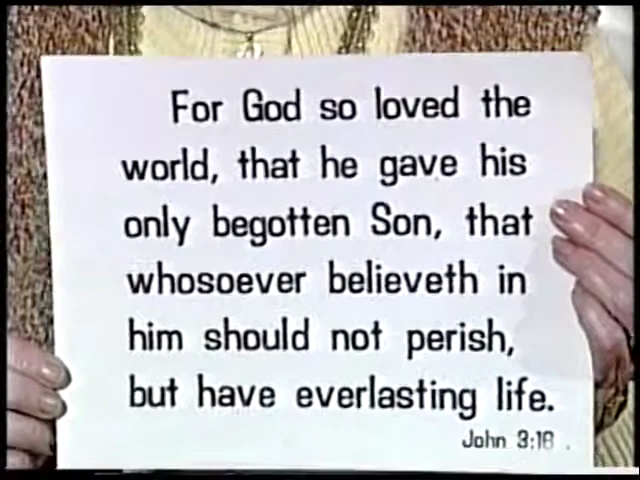 For God so loved the
world, that he gave his
only begotten Son, that
whosoever believeth in
him should not perish,
but have everlasting life.
John 3:16 .